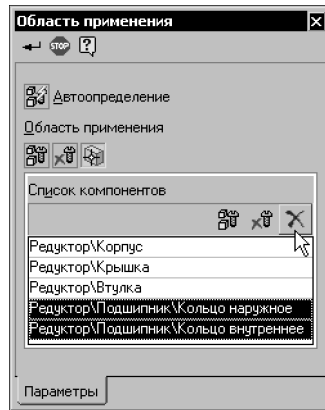 Область применения
STOP
Автоопределение
Область применения
Список компонентов
Редуктор\Корпус
Редуктор\Крышка
Редуктор\Втулка
Редуктор\Подшипник\Кольцо наружное
Редуктор\Подшипник\Кольцо внутреннее
Параметры